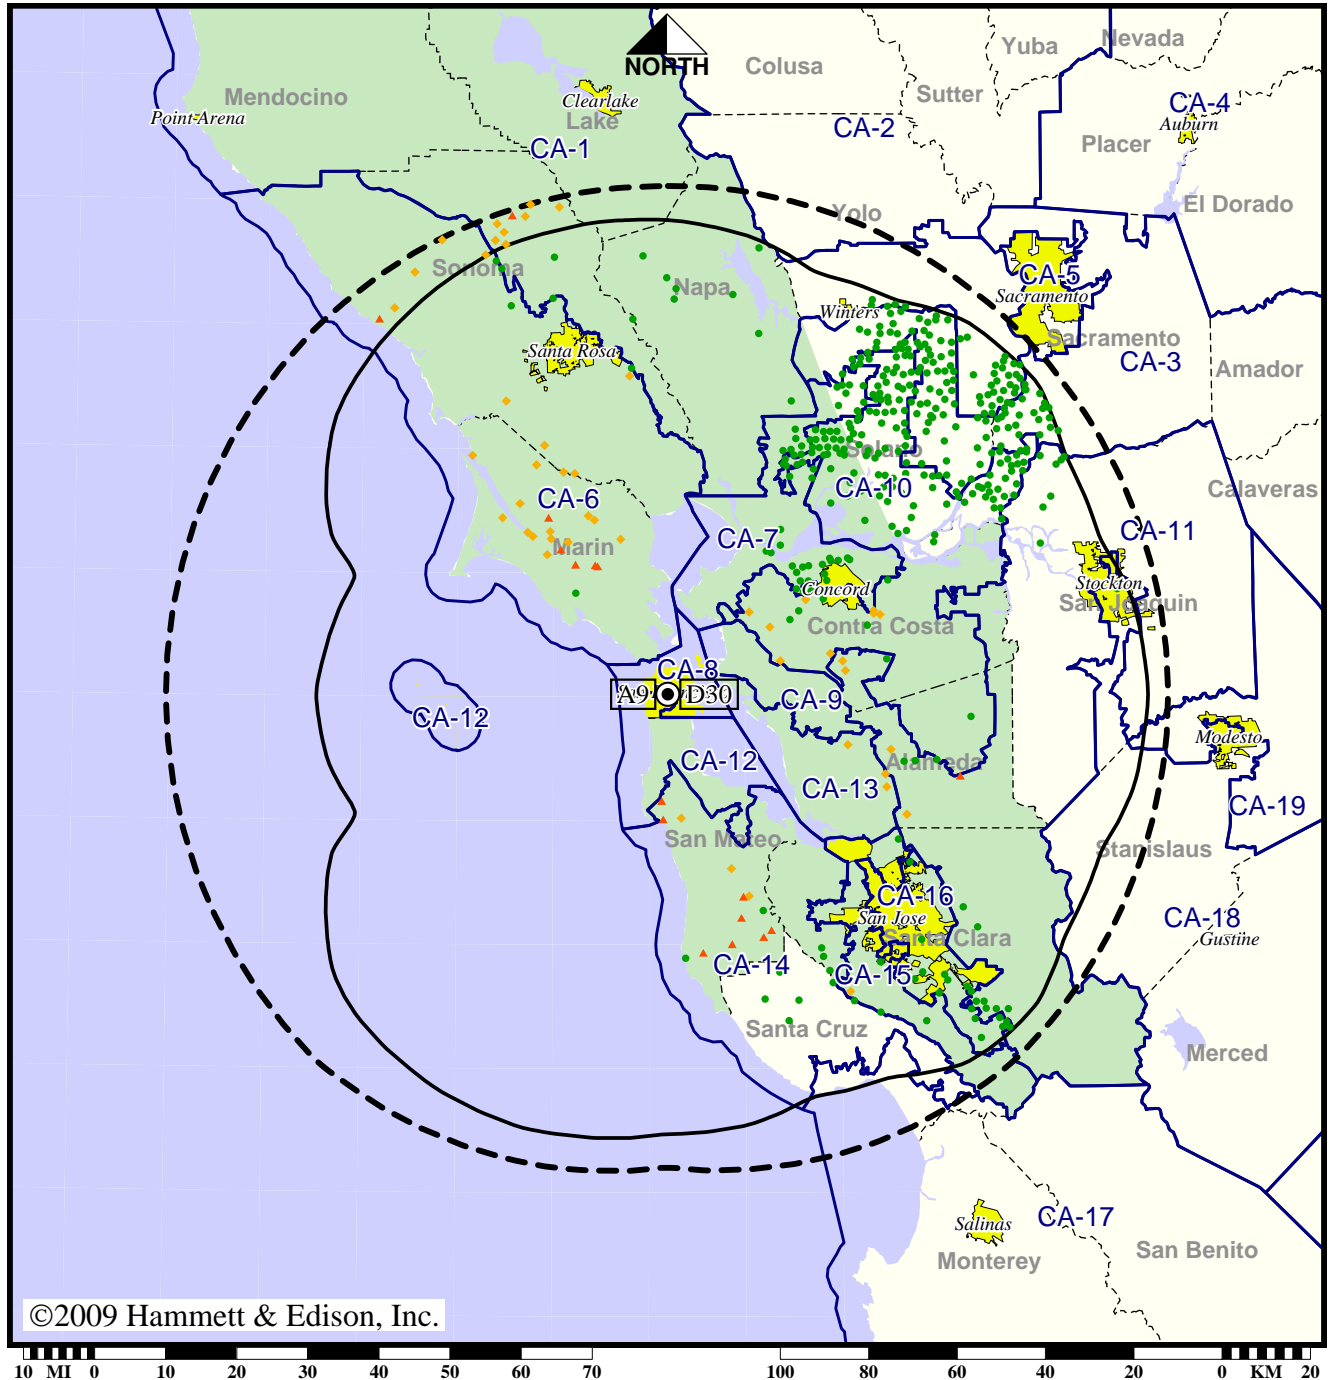 NORTH
Nevada
Yuba
Colusa
Sutter
Mendocino
Clearlake
Lake
CA-4
Auburn
Point Arena
CA-2
CA-1
Placer
El Dorado
Yolo
Sonoma
CA-5
Napa
Sacramento
Winters
Sacramento
Santa Rosa
CA-3
Amador
Solano
CA-10
Calaveras
CA-6
CA-11
CA-7
Marin
Stockton
Concord
San Joaquin
Contra Costa
CA-8
A9
D30
CA-9
CA-12
Modesto
CA-12
Alameda
CA-13
CA-19
San Mateo
Stanislaus
CA-16
San Jose
CA-18
Santa Clara
Gustine
CA-14
CA-15
Santa Cruz
Merced
CA-17
Salinas
Monterey
San Benito
©2009 Hammett & Edison, Inc.
10 MI 0 10 20 30 40 50 60 70 100 80 60 40 20 0 KM 20